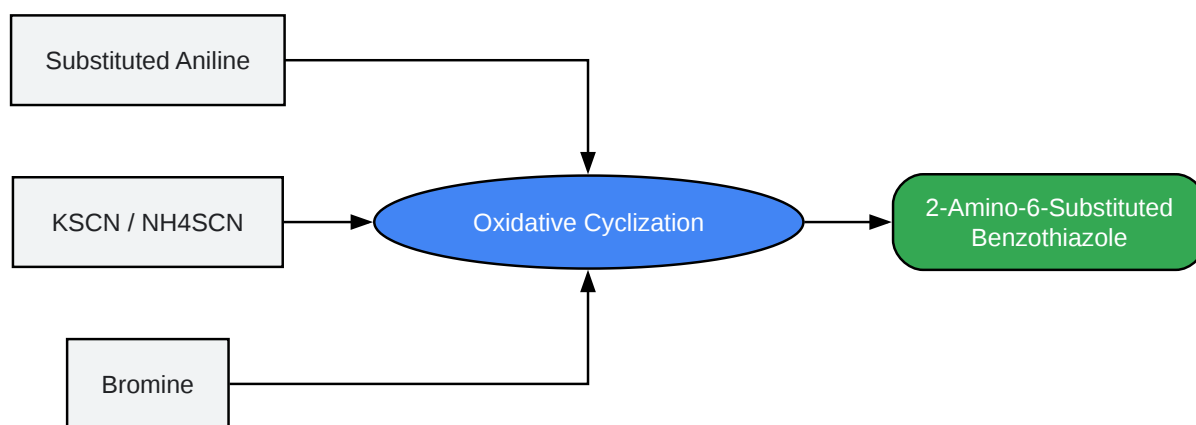 Substituted Aniline
KSCN / NH4SCN
Bromine
Oxidative Cyclization
2-Amino-6-Substituted
Benzothiazole